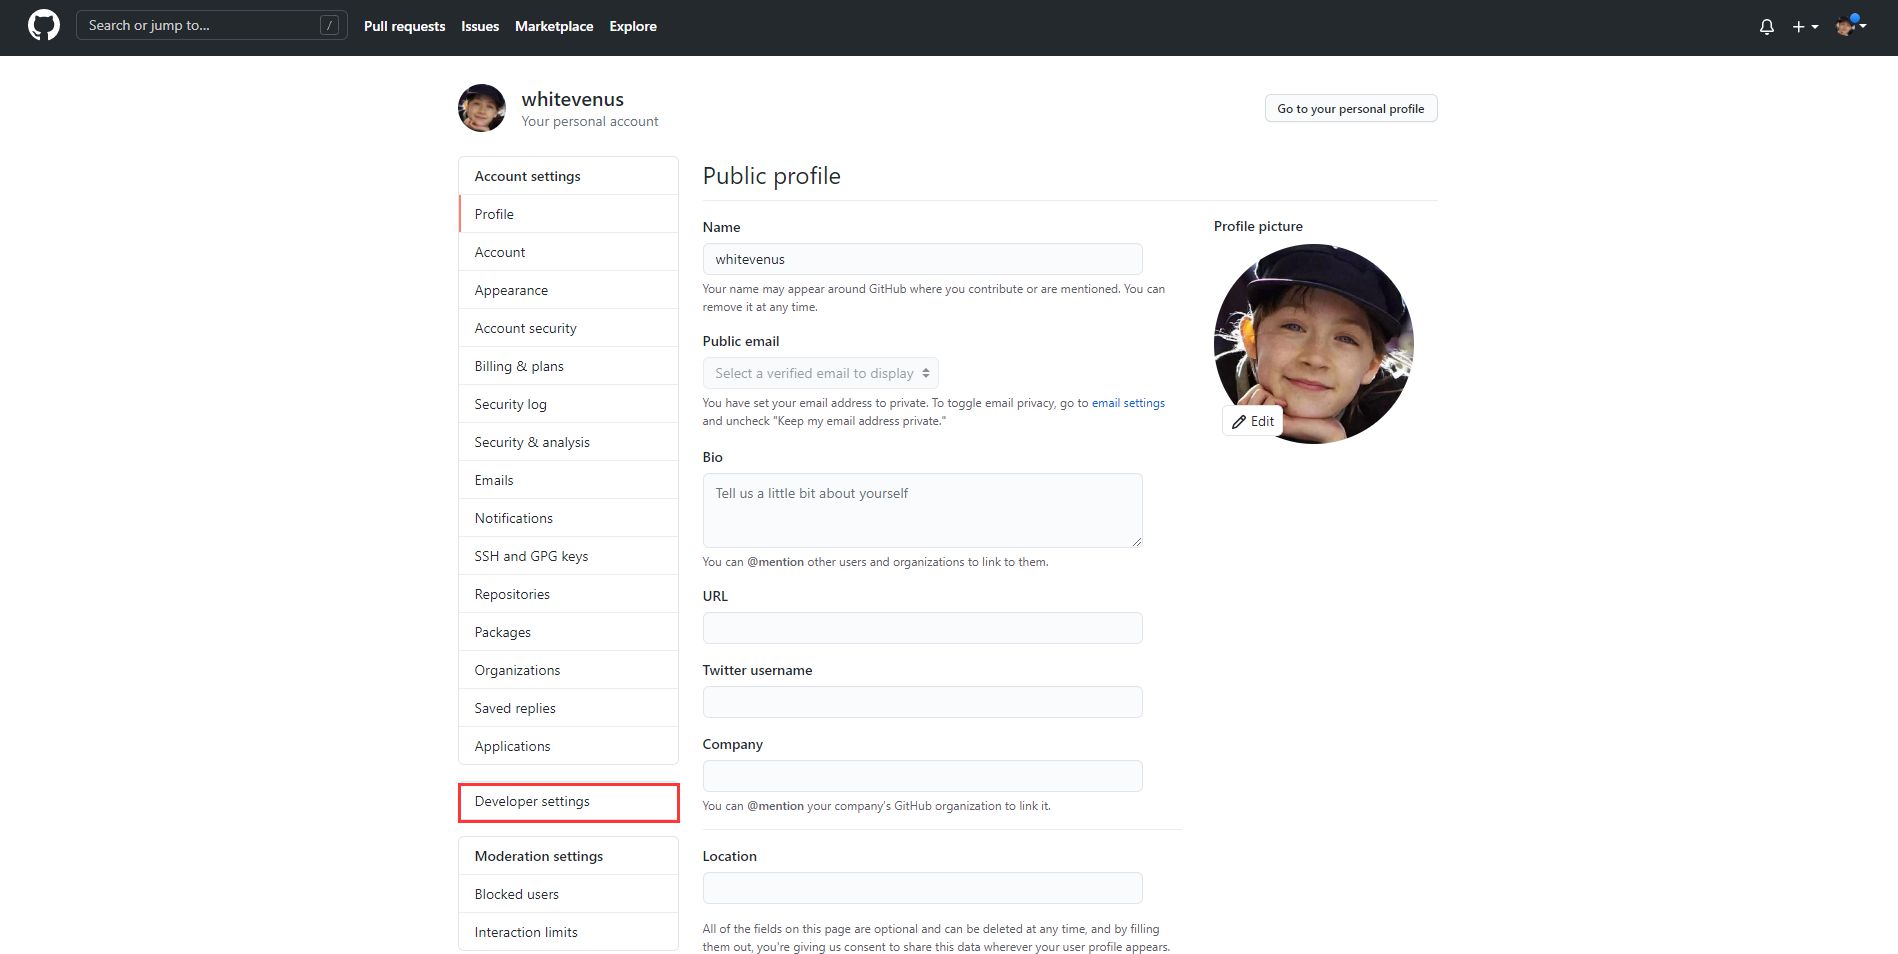 Search or jump to...
/
Pull requests
Issues
Marketplace
Explore
whitevenus
Your personal account
Go to your personal profile
Account settings
Profile
Account
Appearance
Account security
Billing & plans
Security log
Security & analysis
Emails
Notifications
SSH and GPG keys
Repositories
Packages
Organizations
Saved replies
Applications
Developer settings
Moderation settings
Blocked users
Interaction limits
Public profile
Name
whitevenus
Your name may appear around GitHub where you contribute or are mentioned. You can
remove it at any time.
Public email
Select a verified email to display
You have set your email address to private. To toggle email privacy, go to email settings
and uncheck "Keep my email address private."
Bio
Tell us a little bit about yourself
You can @mention other users and organizations to link to them.
URL
Twitter username
Company
You can @mention your company's GitHub organization to link it.
Location
All of the fields on this page are optional and can be deleted at any time, and by filling
them out, you're giving us consent to share this data wherever your user profile appears.
Profile picture
Edit